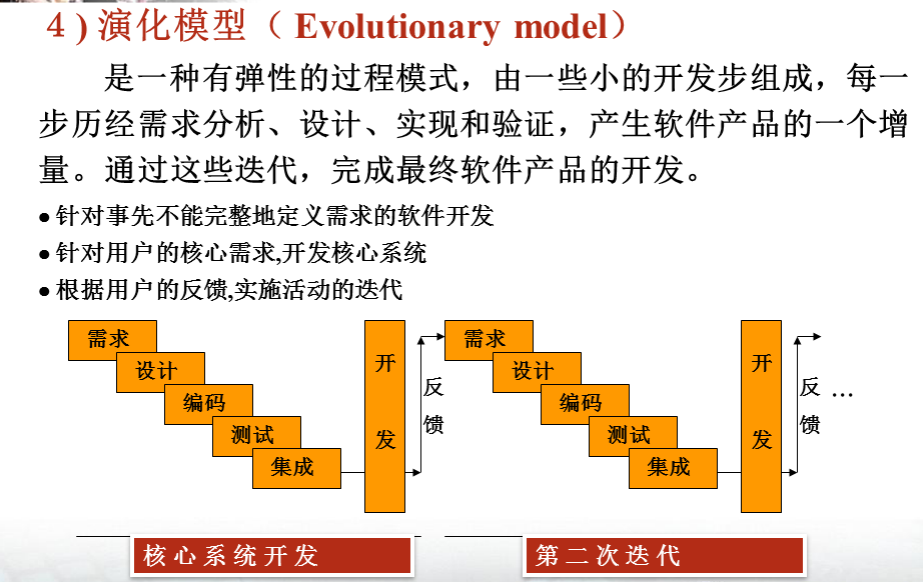 ４) 演化模型（ Evolutionary model）
是一种有弹性的过程模式，由一些小的开发步组成，每一
步历经需求分析、设计、实现和验证，产生软件产品的一个增
量。通过这些迭代，完成最终软件产品的开发。
●针对事先不能完整地定义需求的软件开发
●针对用户的核心需求,开发核心系统
●根据用户的反馈,实施活动的迭代
需求
设计
编码
测试
集成
开发
反馈
需求
设计
编码
测试
集成
开发
反馈 …
核心系统开发
第二次迭代